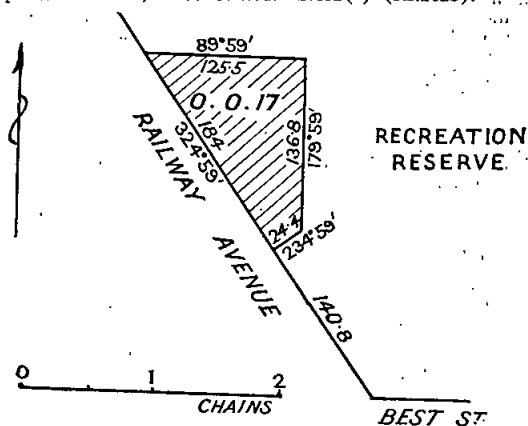 89°59'
125.5
0. 0. 17
184
324°59'
136.8
179°59'
24.4
234°59'
RAILWAY
AVENUE
RECREATION
RESERVE
140.8
0 1 2
CHAINS
BEST ST.